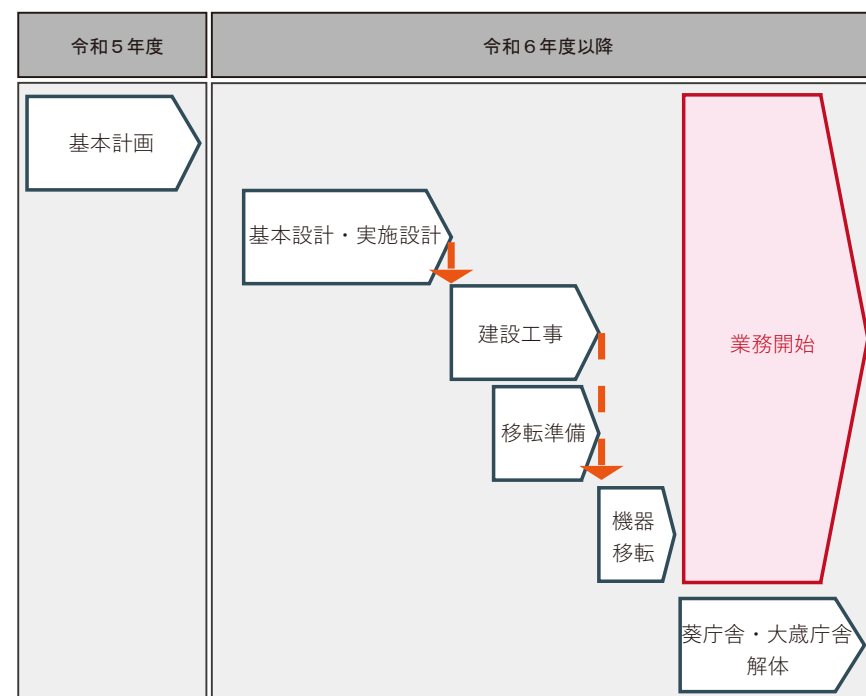 令和５年度
令和６年度以降
基本計画
基本設計・実施設計
建設工事
業務開始
移転準備
機器
移転
葵庁舎・大歳庁舎
解体